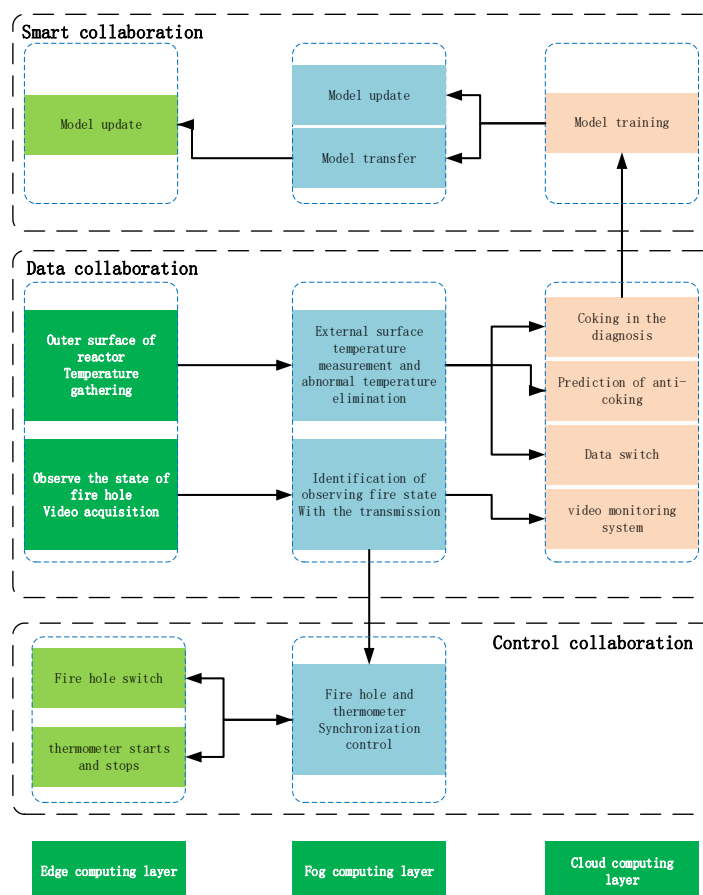 Smart collaboration
Model update
Model update
Model transfer
Model training
Data collaboration
Outer surface of
reactor
Temperature
gathering
External surface
temperature
measurement and
abnormal temperature
elimination
Coking in the
diagnosis
Prediction of anti-
coking
Data switch
Observe the state of
fire hole
Video acquisition
Identification of
observing fire state
With the transmission
video monitoring
system
Control collaboration
Fire hole switch
thermometer starts
and stops
Fire hole and
thermometer
Synchronization
control
Edge computing layer
Fog computing layer
Cloud computing
layer